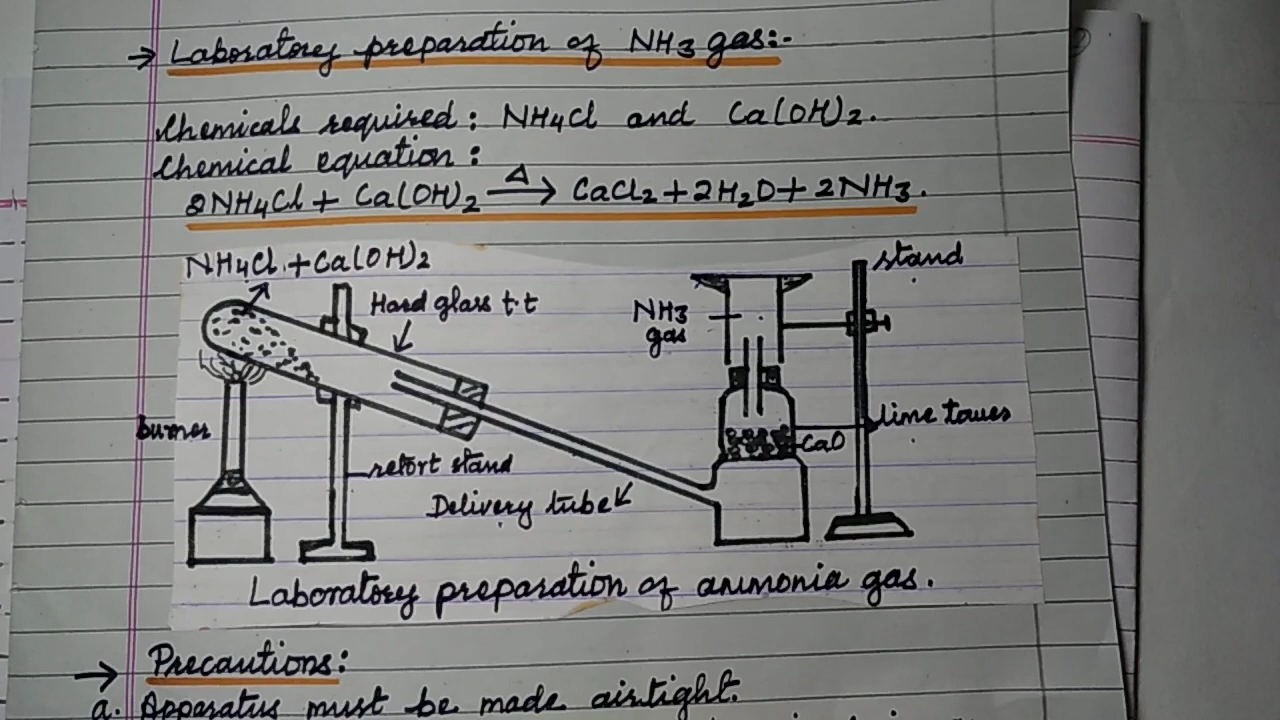 → Laboratory preparation of NH3 gas:-
Chemicals required: NH4Cl and Ca(OH)2.
Chemical equation:
2NH4Cl + Ca(OH)2 —Δ→ CaCl2 + 2H2O + 2NH3.
NH4Cl + Ca(OH)2
stand
Hard glass t.t
NH3
gas
burner
lime tower
CaO
retort stand
Delivery tube
Laboratory preparation of ammonia gas.
→ Precautions:
a. Apparatus must be made airtight.